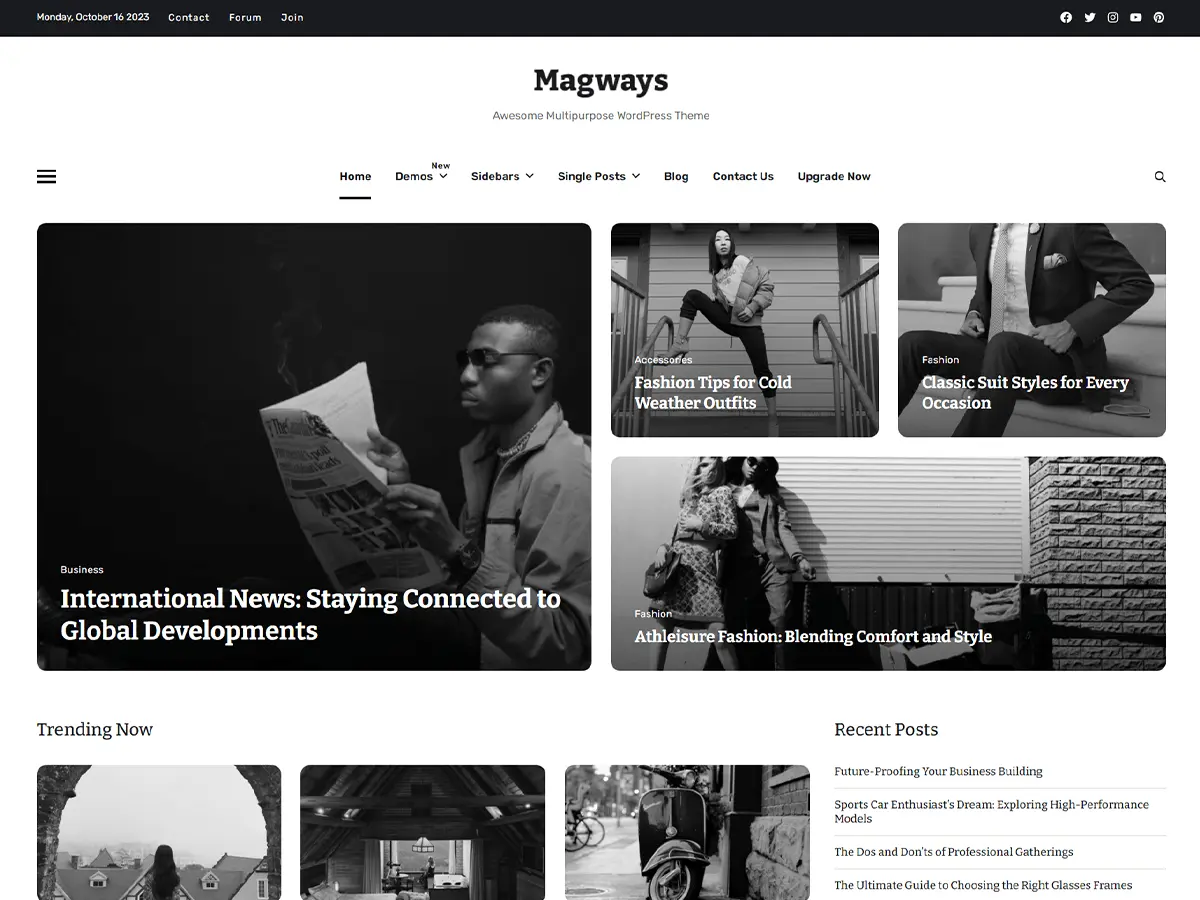 Monday, October 16 2023 Contact Forum Join
Magways
Awesome Multipurpose WordPress Theme
New
Home Demos Sidebars Single Posts Blog Contact Us Upgrade Now
Business
International News: Staying Connected to
Global Developments
Accessories
Fashion Tips for Cold
Weather Outfits
Fashion
Classic Suit Styles for Every
Occasion
Fashion
Athleisure Fashion: Blending Comfort and Style
Trending Now
Recent Posts
Future-Proofing Your Business Building
Sports Car Enthusiast's Dream: Exploring High-Performance
Models
The Dos and Don'ts of Professional Gatherings
The Ultimate Guide to Choosing the Right Glasses Frames